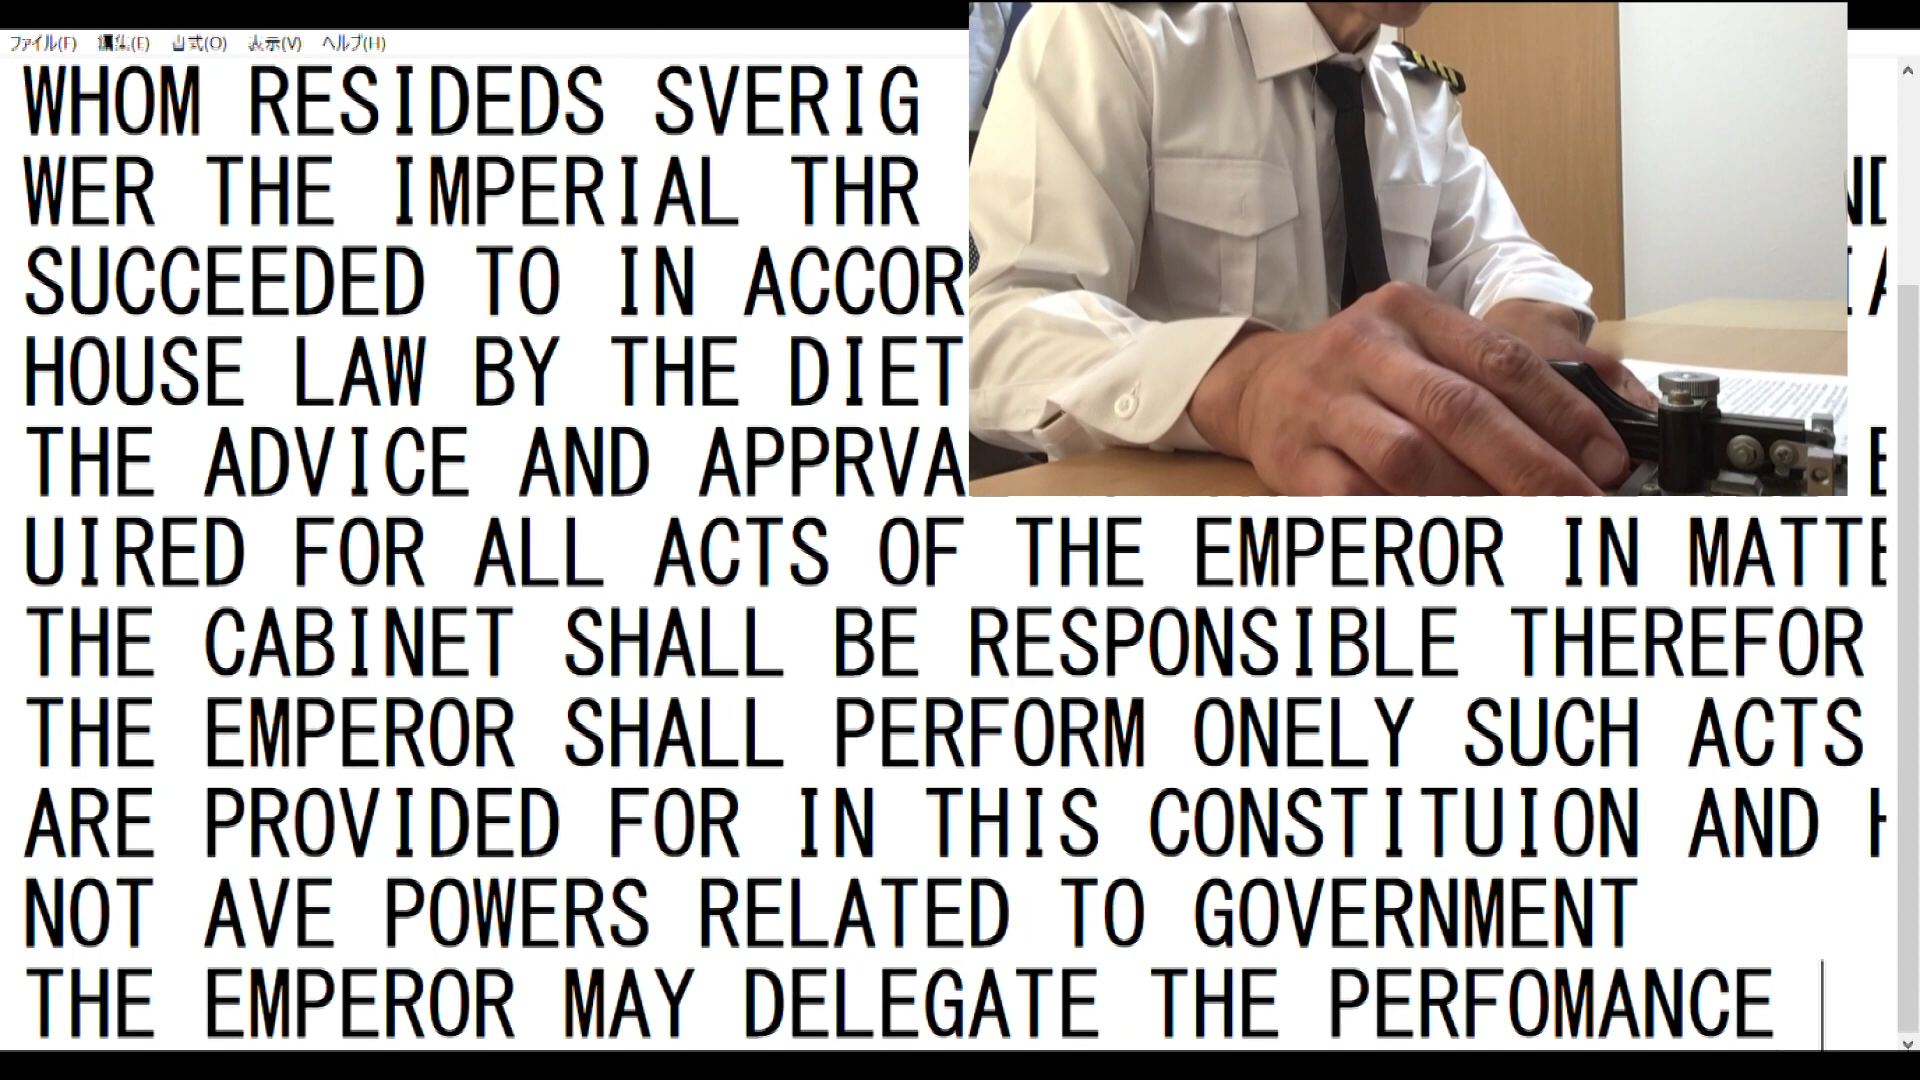 ファイル(F) 編集(E) 書式(O) 表示(V) ヘルプ(H)
WHOM RESIDEDS SVERIG
WER THE IMPERIAL THR
SUCCEEDED TO IN ACCOR
HOUSE LAW BY THE DIET
THE ADVICE AND APPRVA
UIRED FOR ALL ACTS OF THE EMPEROR IN MATTE
THE CABINET SHALL BE RESPONSIBLE THEREFOR
THE EMPEROR SHALL PERFORM ONELY SUCH ACTS
ARE PROVIDED FOR IN THIS CONSTITUION AND H
NOT AVE POWERS RELATED TO GOVERNMENT
THE EMPEROR MAY DELEGATE THE PERFOMANCE